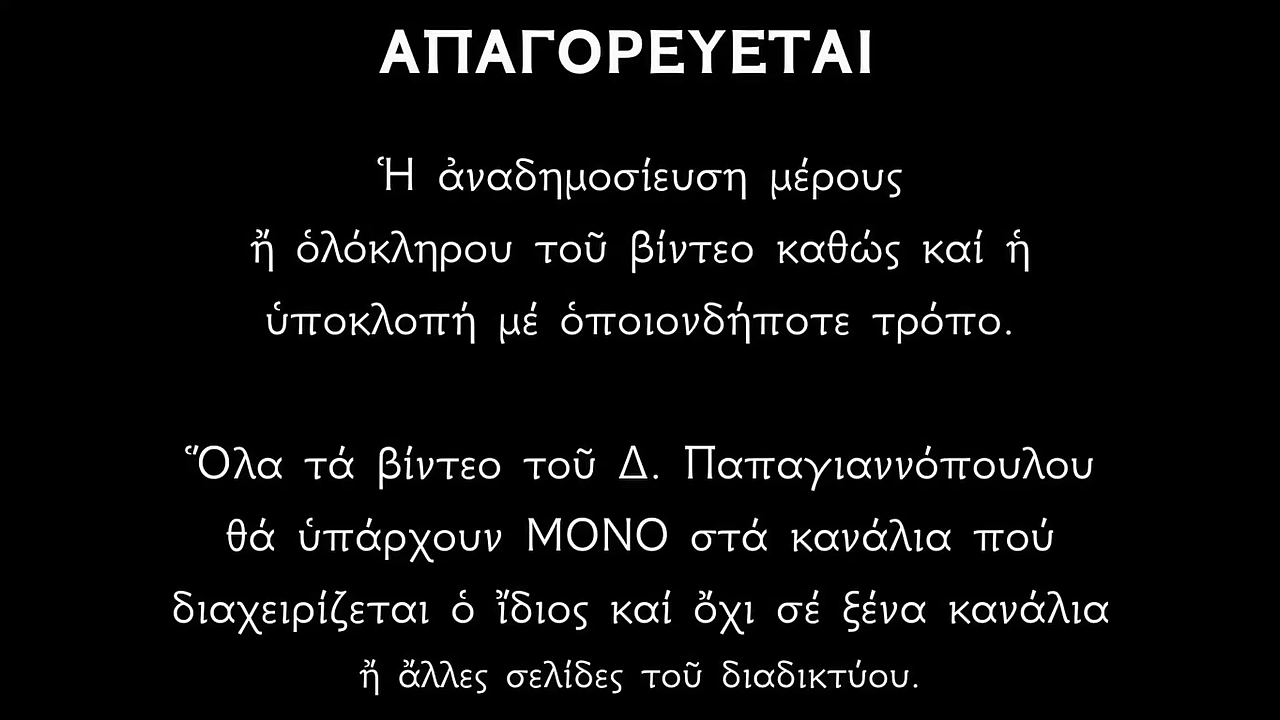 ΑΠΑΓΟΡΕΥΕΤΑΙ
Ἡ ἀναδημοσίευση μέρους
ἤ ὁλόκληρου τοῦ βίντεο καθώς καί ἡ
ὑποκλοπή μέ ὁποιονδήποτε τρόπο.
Ὅλα τά βίντεο τοῦ Δ. Παπαγιαννόπουλου
θά ὑπάρχουν ΜΟΝΟ στά κανάλια πού
διαχειρίζεται ὁ ἴδιος καί ὄχι σέ ξένα κανάλια
ἤ ἄλλες σελίδες τοῦ διαδικτύου.